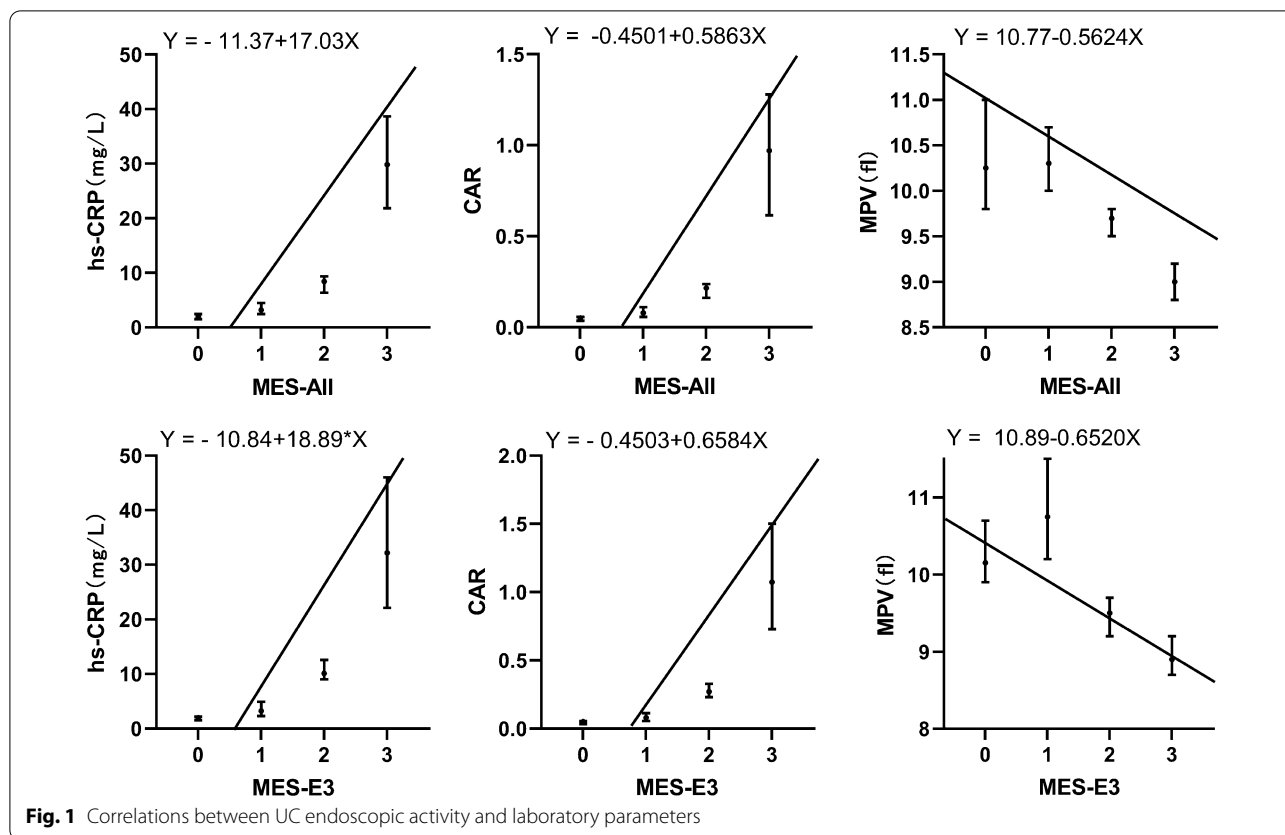 Y = - 11.37+17.03X
50
40
30
20
10
0
hs-CRP(mg/L)
0 1 2 3
MES-All
Y = -0.4501+0.5863X
1.5
1.0
0.5
0.0
CAR
0 1 2 3
MES-All
Y = 10.77-0.5624X
11.5
11.0
10.5
10.0
9.5
9.0
8.5
MPV(fl)
0 1 2 3
MES-All
Y = - 10.84+18.89*X
50
40
30
20
10
0
hs-CRP(mg/L)
0 1 2 3
MES-E3
Y = - 0.4503+0.6584X
2.0
1.5
1.0
0.5
0.0
CAR
0 1 2 3
MES-E3
Y = 10.89-0.6520X
11
10
9
8
MPV(fl)
0 1 2 3
MES-E3
Fig. 1 Correlations between UC endoscopic activity and laboratory parameters